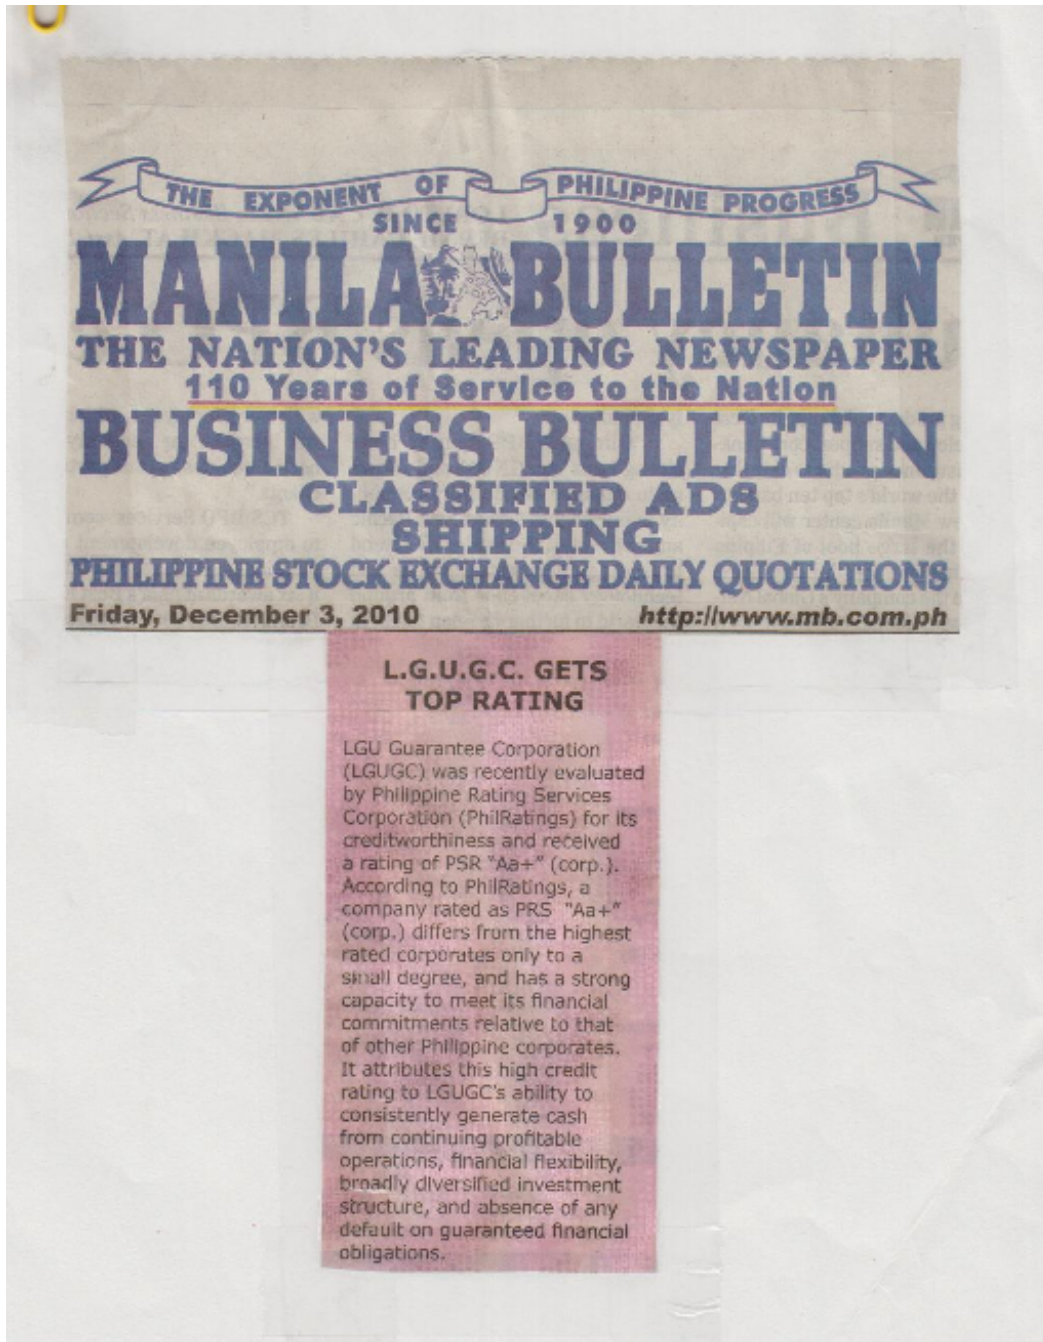 THE EXPONENT OF PHILIPPINE PROGRESS
SINCE 1900
MANILA BULLETIN
THE NATION'S LEADING NEWSPAPER
110 Years of Service to the Nation
BUSINESS BULLETIN
CLASSIFIED ADS
SHIPPING
PHILIPPINE STOCK EXCHANGE DAILY QUOTATIONS
Friday, December 3, 2010 http://www.mb.com.ph
L.G.U.G.C. GETS
TOP RATING
LGU Guarantee Corporation
(LGUGC) was recently evaluated
by Philippine Rating Services
Corporation (PhilRatings) for its
creditworthiness and received
a rating of PSR "Aa+" (corp.).
According to PhilRatings, a
company rated as PRS "Aa+"
(corp.) differs from the highest
rated corporates only to a
small degree, and has a strong
capacity to meet its financial
commitments relative to that
of other Philippine corporates.
It attributes this high credit
rating to LGUGC's ability to
consistently generate cash
from continuing profitable
operations, financial flexibility,
broadly diversified investment
structure, and absence of any
default on guaranteed financial
obligations.